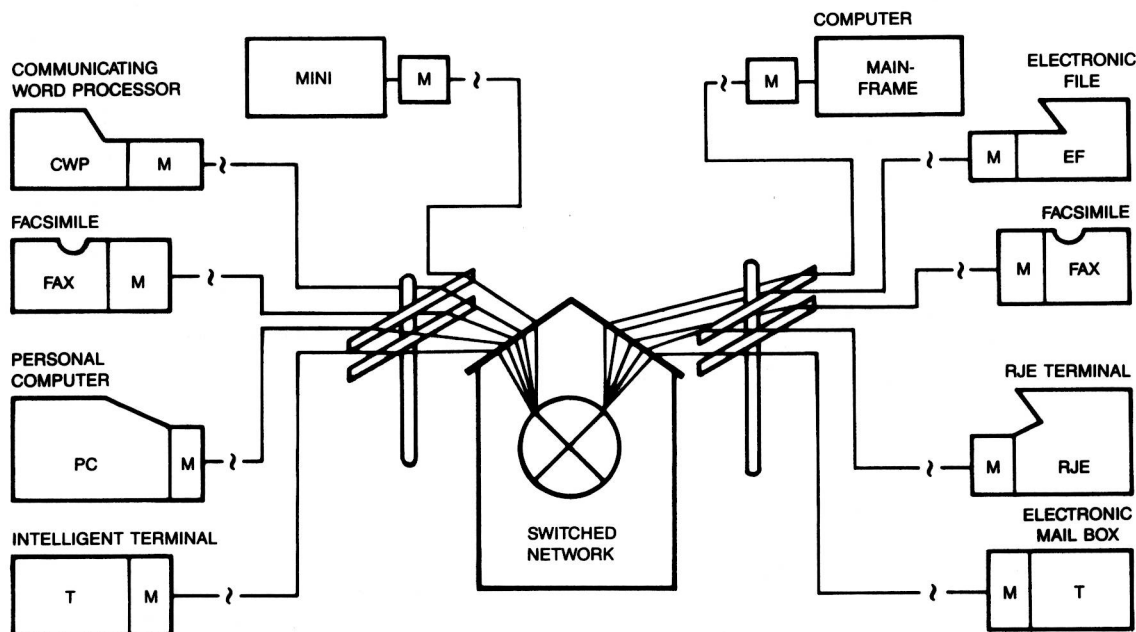 COMMUNICATING
WORD PROCESSOR
CWP M
FACSIMILE
FAX M
PERSONAL
COMPUTER
PC M
INTELLIGENT TERMINAL
T M
MINI M
SWITCHED
NETWORK
COMPUTER
M MAIN-
FRAME
ELECTRONIC
FILE
M EF
FACSIMILE
M FAX
RJE TERMINAL
M RJE
ELECTRONIC
MAIL BOX
M T